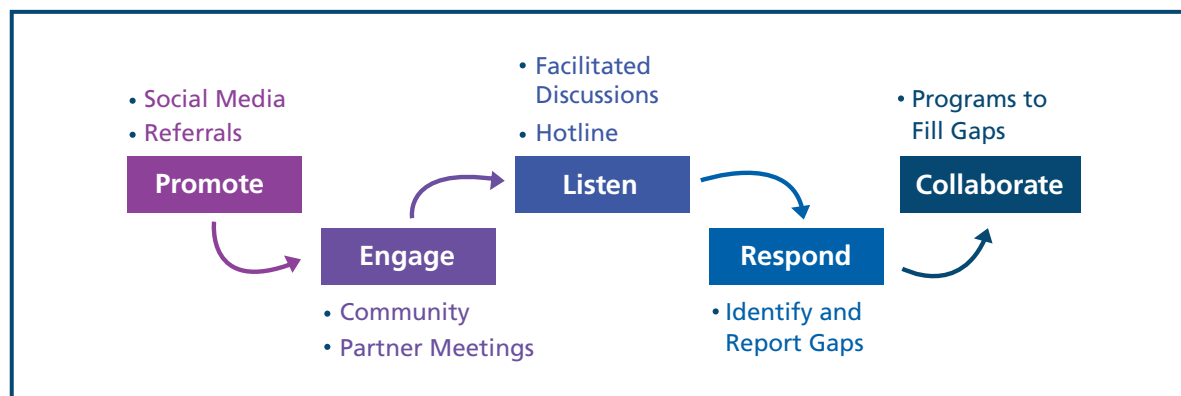 • Social Media
• Referrals
Promote
Engage
• Community
• Partner Meetings
• Facilitated
Discussions
• Hotline
Listen
Respond
• Identify and
Report Gaps
• Programs to
Fill Gaps
Collaborate